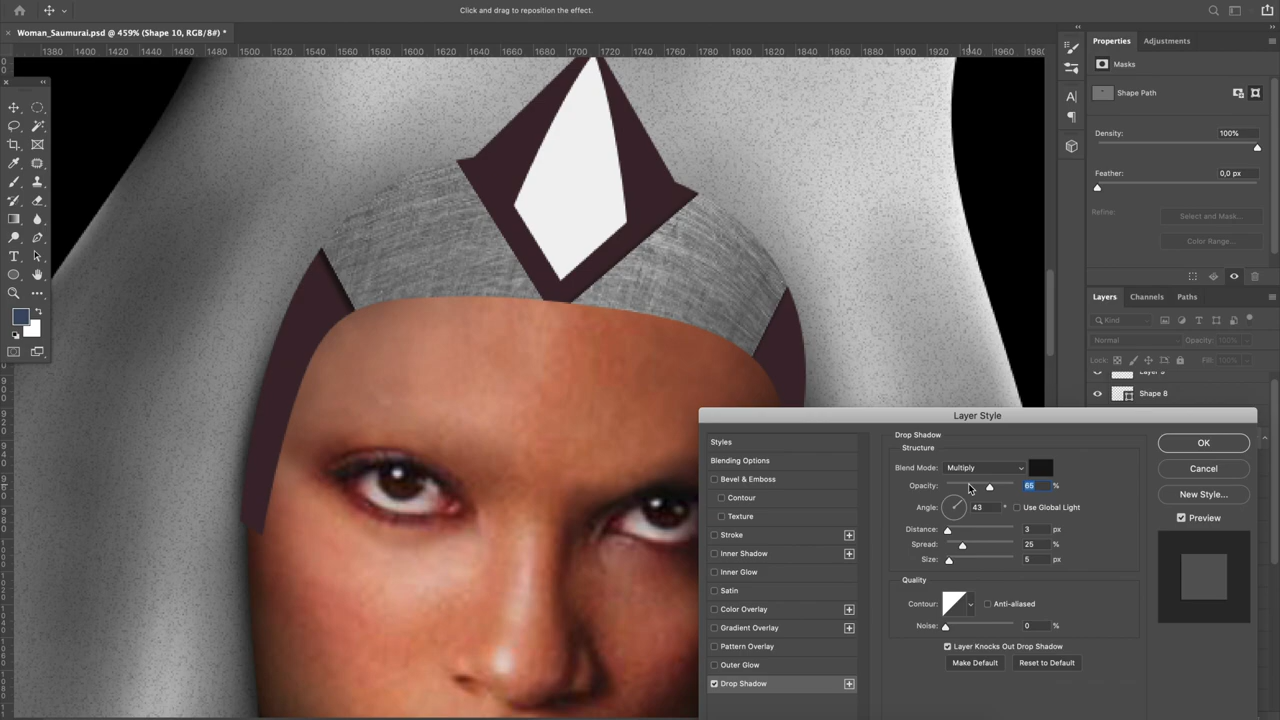 Click and drag to reposition the effect.
Woman_Saumurai.psd @ 459% (Shape 10, RGB/8#) *
1380 1400 1420 1440 1460 1480 1500 1520 1540 1560 1580 1600 1620 1640 1660 1680 1700 1720 1740 1760 1780 1800 1820 1840 1860 1880 1900 1920 1940 1960 1980
Properties
Adjustments
Masks
Shape Path
Density:
100%
Feather:
0,0 px
Refine:
Select and Mask...
Color Range...
Layers
Channels
Paths
Kind
Normal
Opacity: 100%
Lock:
Fill: 100%
Shape 8
Layer Style
Styles
Blending Options
Bevel & Emboss
Contour
Texture
Stroke
Inner Shadow
Inner Glow
Satin
Color Overlay
Gradient Overlay
Pattern Overlay
Outer Glow
Drop Shadow
Drop Shadow
Structure
Blend Mode: Multiply
Opacity: 65 %
Angle: 43 ° Use Global Light
Distance: 3 px
Spread: 25 %
Size: 5 px
Quality
Contour: Anti-aliased
Noise: 0 %
Layer Knocks Out Drop Shadow
Make Default
Reset to Default
OK
Cancel
New Style...
Preview